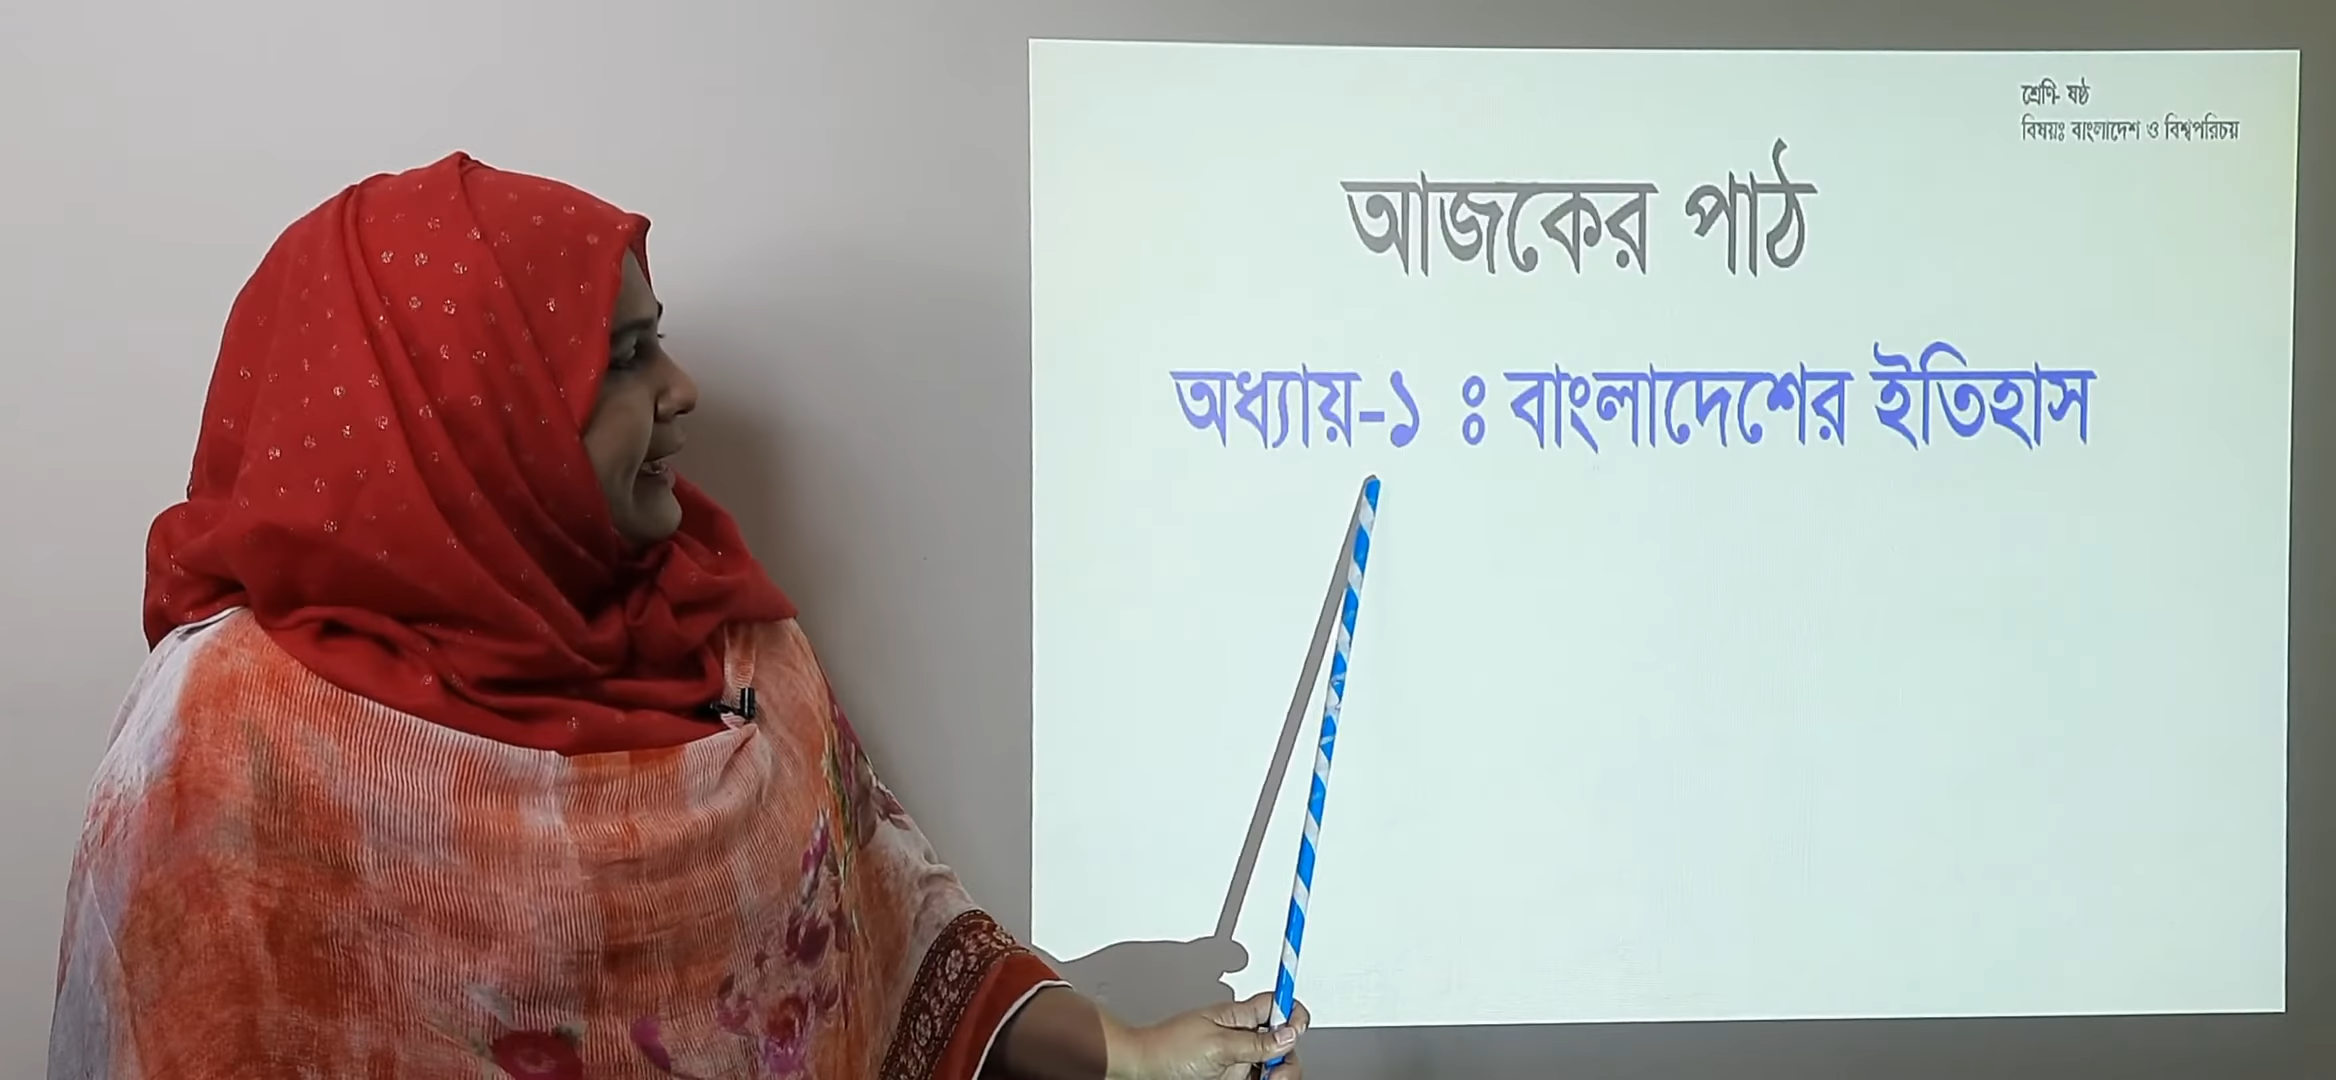 শ্রেণি- ষষ্ঠ
বিষয়ঃ বাংলাদেশ ও বিশ্বপরিচয়
আজকের পাঠ
অধ্যায়-১ ঃ বাংলাদেশের ইতিহাস